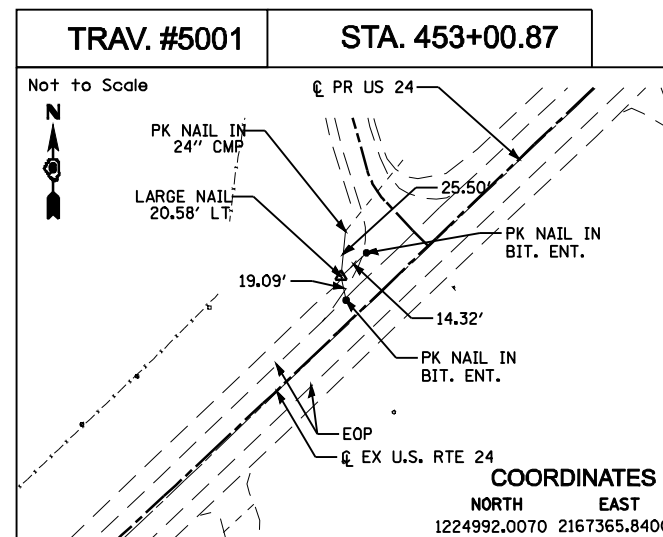 TRAV. #5001
STA. 453+00.87
Not to Scale
N
℄ PR US 24
PK NAIL IN
24" CMP
25.50'
LARGE NAIL
20.58' LT
PK NAIL IN
BIT. ENT.
19.09'
14.32'
PK NAIL IN
BIT. ENT.
EOP
℄ EX U.S. RTE 24
COORDINATES
NORTH EAST
1224992.0070 2167365.8400